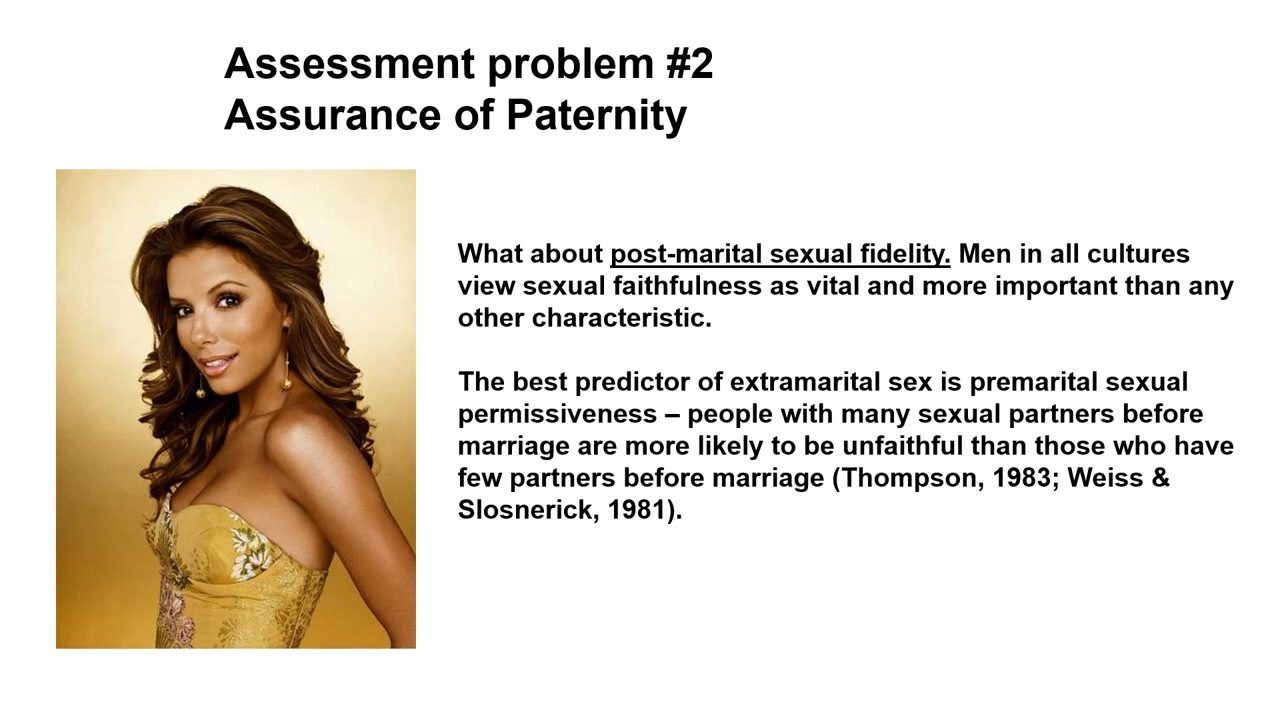 Assessment problem #2
Assurance of Paternity
What about post-marital sexual fidelity. Men in all cultures
view sexual faithfulness as vital and more important than any
other characteristic.
The best predictor of extramarital sex is premarital sexual
permissiveness – people with many sexual partners before
marriage are more likely to be unfaithful than those who have
few partners before marriage (Thompson, 1983; Weiss &
Slosnerick, 1981).